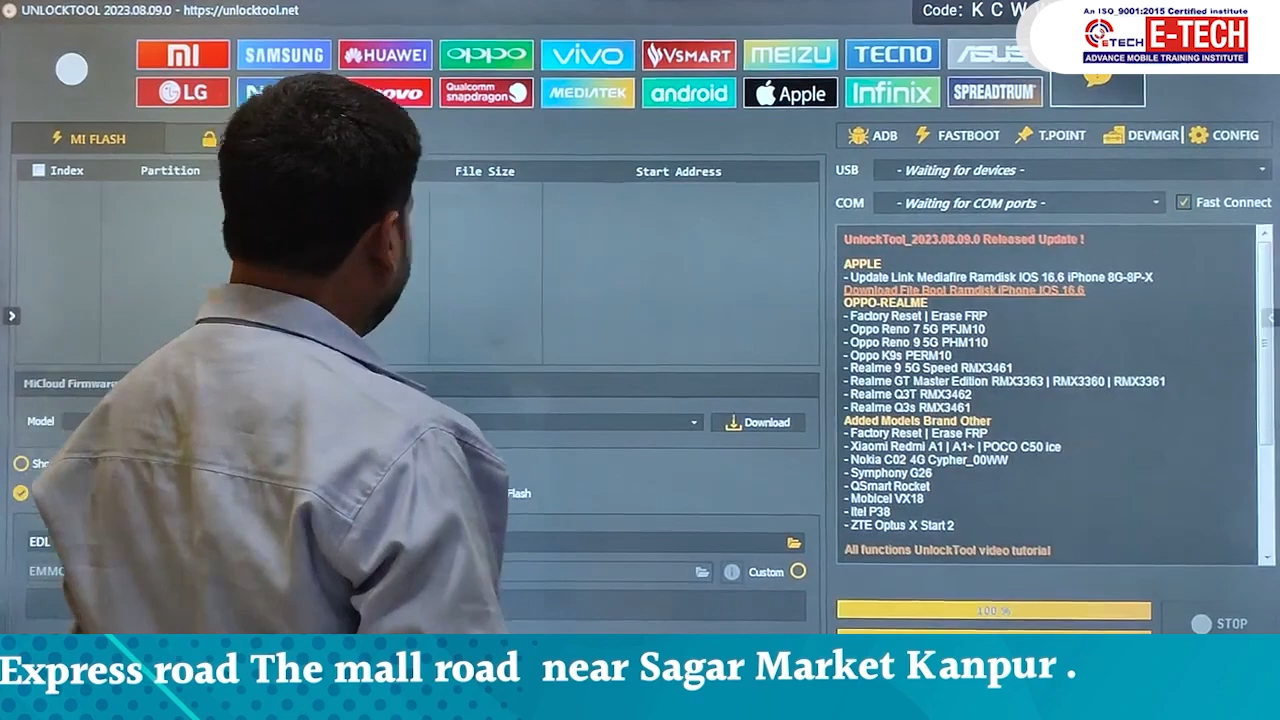 UNLOCKTOOL 2023.08.09.0 - https://unlocktool.net
Code: K C W
An ISO 9001:2015 Certified institute
ETECH E-TECH
ADVANCE MOBILE TRAINING INSTITUTE
MI SAMSUNG HUAWEI oppo vivo VSMART MEIZU TECNO ASUS
LG Qualcomm snapdragon MEDIATEK android Apple Infinix SPREADTRUM
MI FLASH
ADB FASTBOOT T.POINT DEVMGR CONFIG
Index Partition File Size Start Address
USB - Waiting for devices -
COM - Waiting for COM ports - Fast Connect
UnlockTool_2023.08.09.0 Released Update !
APPLE
- Update Link Mediafire Ramdisk IOS 16.6 iPhone 8G-8P-X
Download File Boot Ramdisk iPhone IOS 16.6
OPPO-REALME
- Factory Reset | Erase FRP
- Oppo Reno 7 5G PFJM10
- Oppo Reno 9 5G PHM110
- Oppo K9s PERM10
- Realme 9 5G Speed RMX3461
- Realme GT Master Edition RMX3363 | RMX3360 | RMX3361
- Realme Q3T RMX3462
- Realme Q3s RMX3461
Added Models Brand Other
- Factory Reset | Erase FRP
- Xiaomi Redmi A1 | A1+ | POCO C50 ice
- Nokia C02 4G Cypher_00WW
- Symphony G26
- QSmart Rocket
- Mobicel VX18
- Itel P38
- ZTE Optus X Start 2
All functions UnlockTool video tutorial
MiCloud Firmware
Model Download
Flash
EDL
EMMC
Custom
100 %
STOP
Express road The mall road near Sagar Market Kanpur .